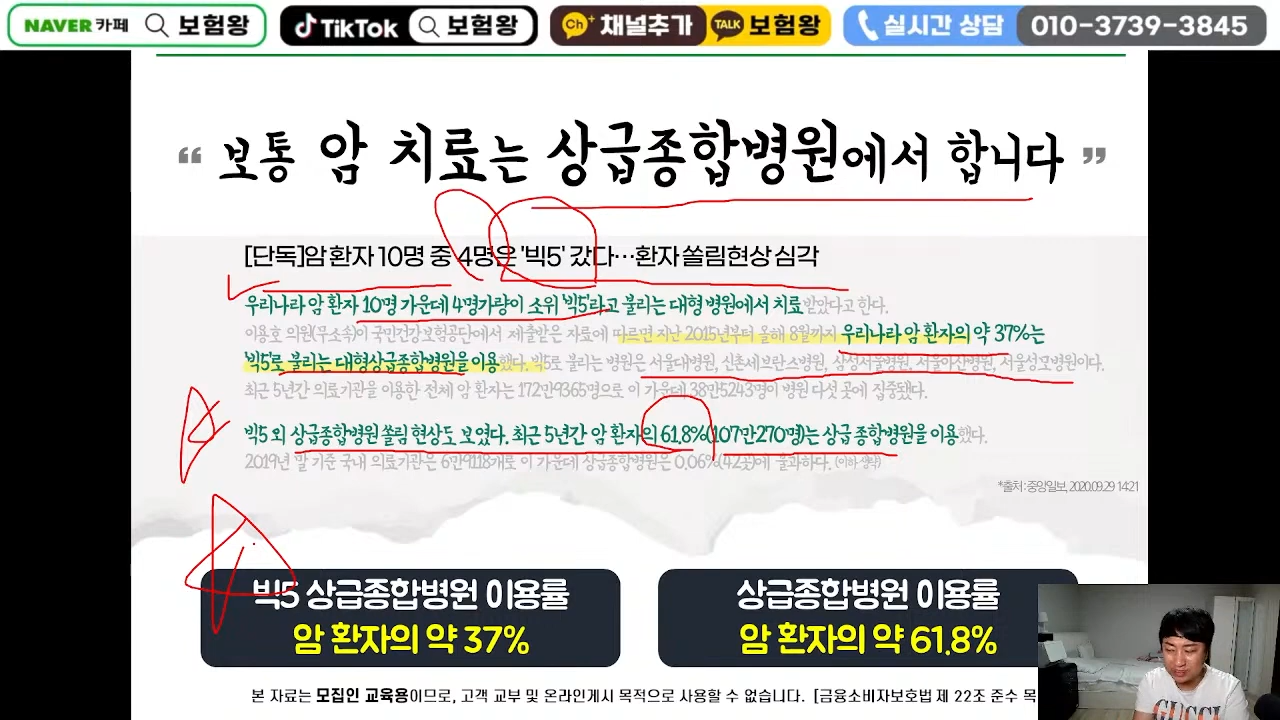 NAVER 카페 보험왕 TikTok 보험왕 Ch+ 채널추가 TALK 보험왕 실시간 상담 010-3739-3845
“ 보통 암 치료는 상급종합병원에서 합니다 ”
[단독]암 환자 10명 중 4명은 '빅5' 갔다…환자 쏠림현상 심각
우리나라 암 환자 10명 가운데 4명가량이 소위 '빅5'라고 불리는 대형 병원에서 치료받았다고 한다.
이용호 의원(무소속)이 국민건강보험공단에서 제출받은 자료에 따르면 지난 2015년부터 올해 8월까지 우리나라 암 환자의 약 37%는
'빅5'로 불리는 대형상급종합병원을 이용했다. 빅5로 불리는 병원은 서울대병원, 신촌세브란스병원, 삼성서울병원, 서울아산병원, 서울성모병원이다.
최근 5년간 의료기관을 이용한 전체 암 환자는 172만9365명으로 이 가운데 38만5243명이 병원 다섯 곳에 집중됐다.
빅5 외 상급종합병원 쏠림 현상도 보였다. 최근 5년간 암 환자의 61.8%(107만270명)는 상급 종합병원을 이용했다.
2019년 말 기준 국내 의료기관은 6만9118개로 이 가운데 상급종합병원은 0.06%(42곳)에 불과하다. (이하 생략)
*출처 : 중앙일보, 2020.09.29 14:21
빅5 상급종합병원 이용률
암 환자의 약 37%
상급종합병원 이용률
암 환자의 약 61.8%
본 자료는 모집인 교육용이므로, 고객 교부 및 온라인게시 목적으로 사용할 수 없습니다. [금융소비자보호법 제 22조 준수 목
GUCCI